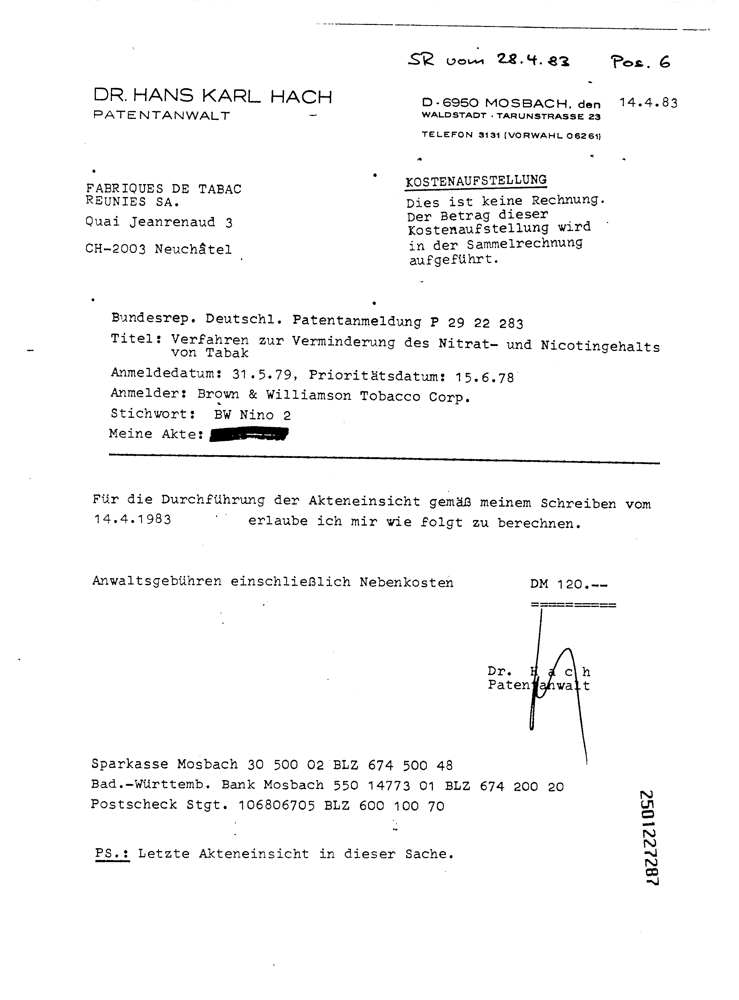 SR vom 28.4.83 Pos. 6
DR. HANS KARL HACH
PATENTANWALT
D-6950 MOSBACH, den 14.4.83
WALDSTADT · TARUNSTRASSE 23
TELEFON 3131 (VORWAHL 06261)
FABRIQUES DE TABAC
REUNIES SA.
Quai Jeanrenaud 3
CH-2003 Neuchâtel
KOSTENAUFSTELLUNG
Dies ist keine Rechnung.
Der Betrag dieser
Kostenaufstellung wird
in der Sammelrechnung
aufgeführt.
Bundesrep. Deutschl. Patentanmeldung P 29 22 283
Titel: Verfahren zur Verminderung des Nitrat- und Nicotingehalts
von Tabak
Anmeldedatum: 31.5.79, Prioritätsdatum: 15.6.78
Anmelder: Brown & Williamson Tobacco Corp.
Stichwort: BW Nino 2
Meine Akte:
Für die Durchführung der Akteneinsicht gemäß meinem Schreiben vom
14.4.1983 erlaube ich mir wie folgt zu berechnen.
Anwaltsgebühren einschließlich Nebenkosten DM 120.--
==========
Dr. H a c h
Patentanwalt
Sparkasse Mosbach 30 500 02 BLZ 674 500 48
Bad.-Württemb. Bank Mosbach 550 14773 01 BLZ 674 200 20
Postscheck Stgt. 106806705 BLZ 600 100 70
PS.: Letzte Akteneinsicht in dieser Sache.
2501227287